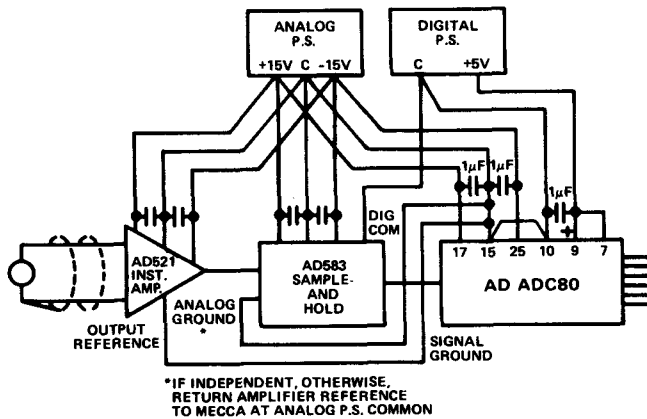 ANALOG
P.S.
+15V C -15V
DIGITAL
P.S.
C +5V
1µF 1µF
1µF
+
DIG
COM
17 15 25 10 9 7
AD ADC80
AD521
INST.
AMP.
AD583
SAMPLE-
AND
HOLD
ANALOG
GROUND
*
OUTPUT
REFERENCE
SIGNAL
GROUND
*IF INDEPENDENT, OTHERWISE,
RETURN AMPLIFIER REFERENCE
TO MECCA AT ANALOG P.S. COMMON